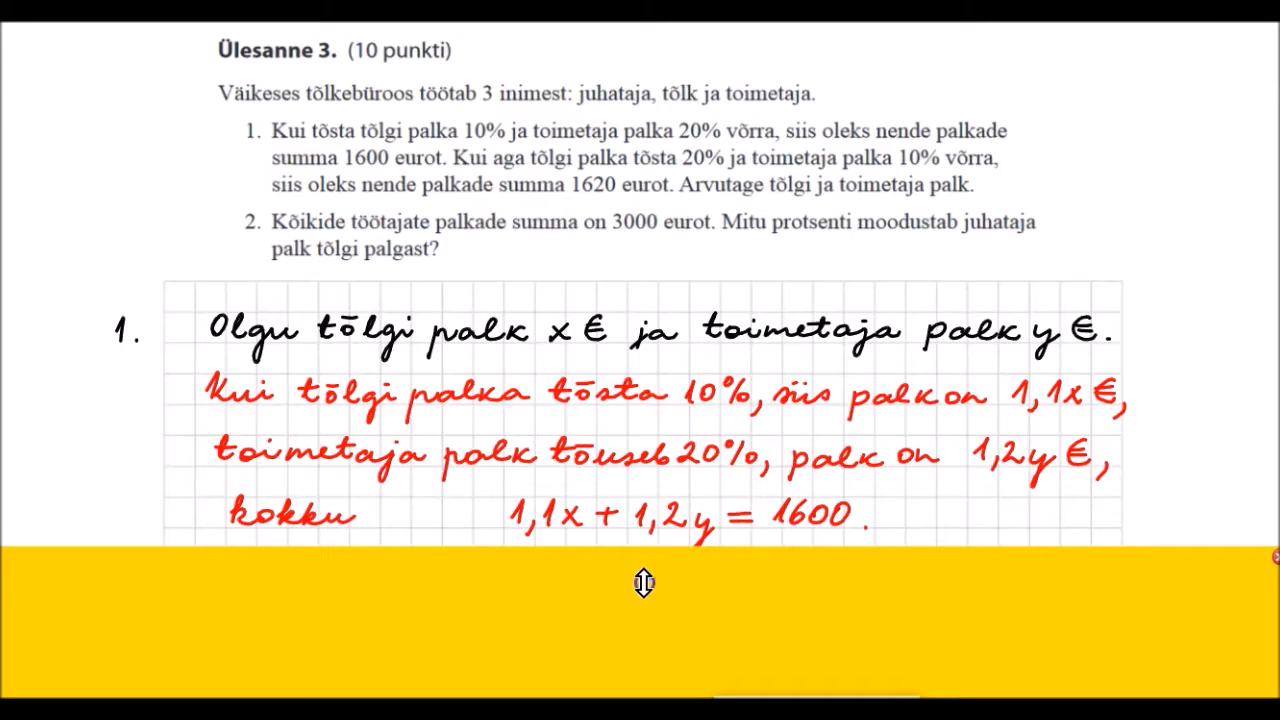 Ülesanne 3. (10 punkti)
Väikeses tõlkebüroos töötab 3 inimest: juhataja, tõlk ja toimetaja.
1. Kui tõsta tõlgi palka 10% ja toimetaja palka 20% võrra, siis oleks nende palkade
summa 1600 eurot. Kui aga tõlgi palka tõsta 20% ja toimetaja palka 10% võrra,
siis oleks nende palkade summa 1620 eurot. Arvutage tõlgi ja toimetaja palk.
2. Kõikide töötajate palkade summa on 3000 eurot. Mitu protsenti moodustab juhataja
palk tõlgi palgast?
1. Olgu tõlgi palk x € ja toimetaja palk y €.
Kui tõlgi palka tõsta 10%, siis palk on 1,1x €,
toimetaja palk tõuseb 20%, palk on 1,2y €,
kokku 1,1x + 1,2y = 1600.